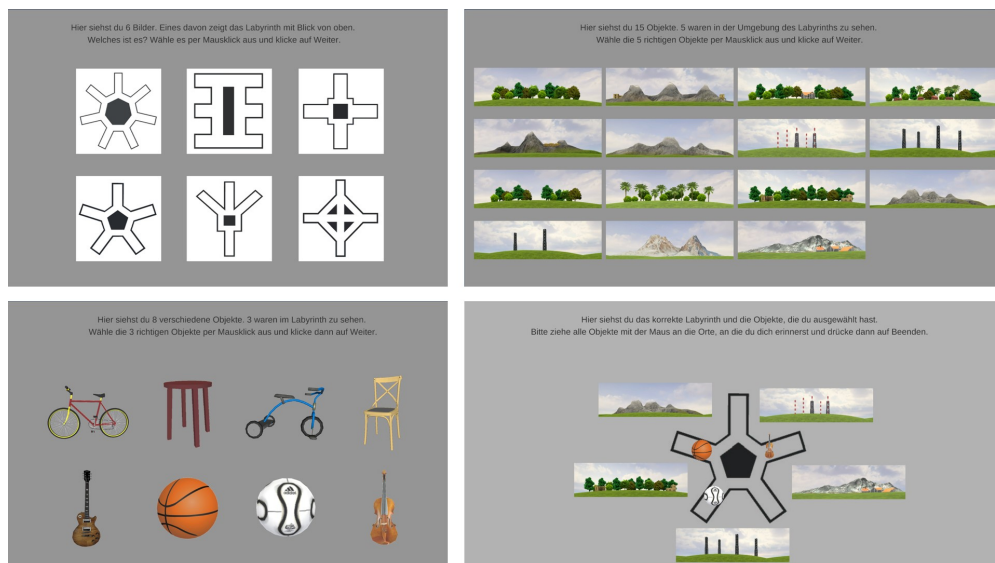 Hier siehst du 6 Bilder. Eines davon zeigt das Labyrinth mit Blick von oben.
Welches ist es? Wähle es per Mausklick aus und klicke auf Weiter.
Hier siehst du 15 Objekte. 5 waren in der Umgebung des Labyrinths zu sehen.
Wähle die 5 richtigen Objekte per Mausklick aus und klicke auf Weiter.
Hier siehst du 8 verschiedene Objekte. 3 waren im Labyrinth zu sehen.
Wähle die 3 richtigen Objekte per Mausklick aus und klicke dann auf Weiter.
Hier siehst du das korrekte Labyrinth und die Objekte, die du ausgewählt hast.
Bitte ziehe alle Objekte mit der Maus an die Orte, an die du dich erinnerst und drücke dann auf Beenden.